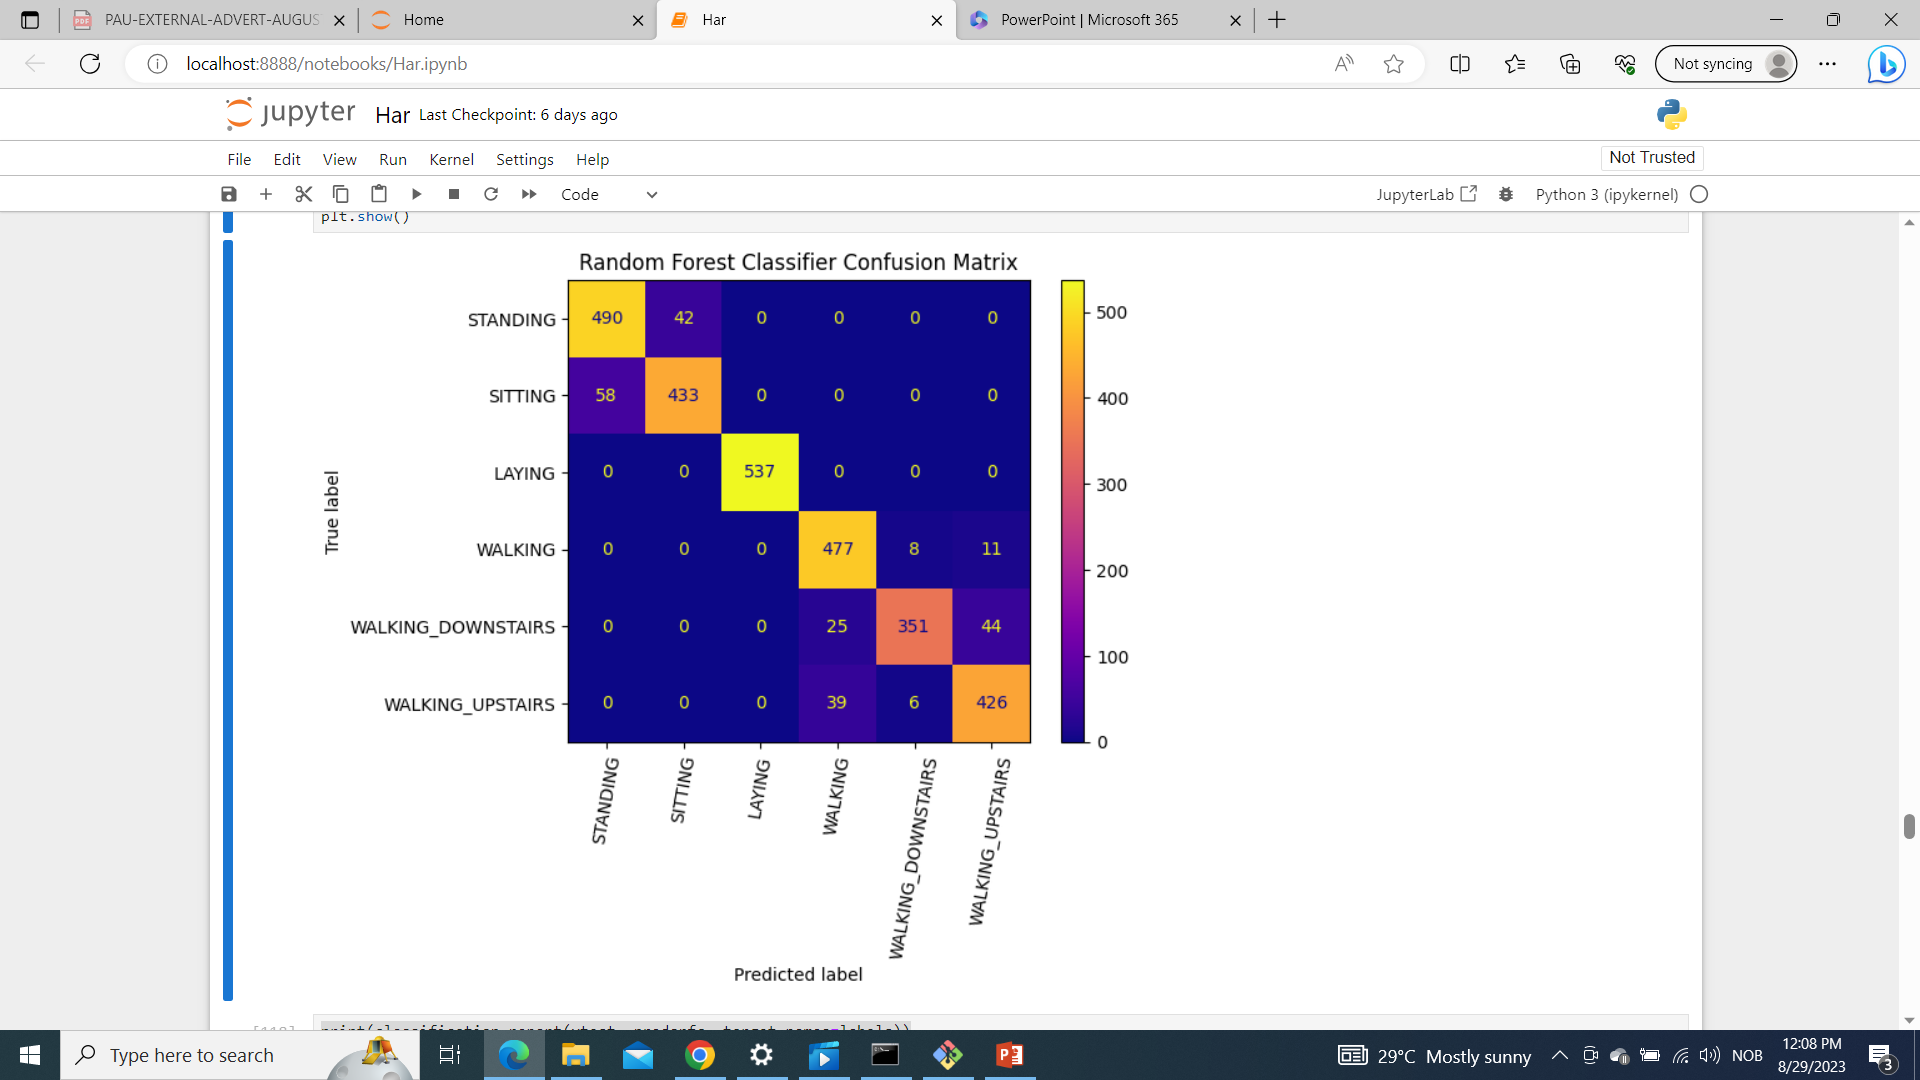 PAU-EXTERNAL-ADVERT-AUGUS
Home
Har
PowerPoint | Microsoft 365
localhost:8888/notebooks/Har.ipynb
Not syncing
jupyter Har Last Checkpoint: 6 days ago
File Edit View Run Kernel Settings Help
Not Trusted
Code
JupyterLab
Python 3 (ipykernel)
plt.show()
Random Forest Classifier Confusion Matrix
STANDING 490 42 0 0 0 0
SITTING 58 433 0 0 0 0
LAYING 0 0 537 0 0 0
WALKING 0 0 0 477 8 11
WALKING_DOWNSTAIRS 0 0 0 25 351 44
WALKING_UPSTAIRS 0 0 0 39 6 426
True label
500
400
300
200
100
0
STANDING
SITTING
LAYING
WALKING
WALKING_DOWNSTAIRS
WALKING_UPSTAIRS
Predicted label
Type here to search
29°C Mostly sunny
NOB
12:08 PM
8/29/2023
3